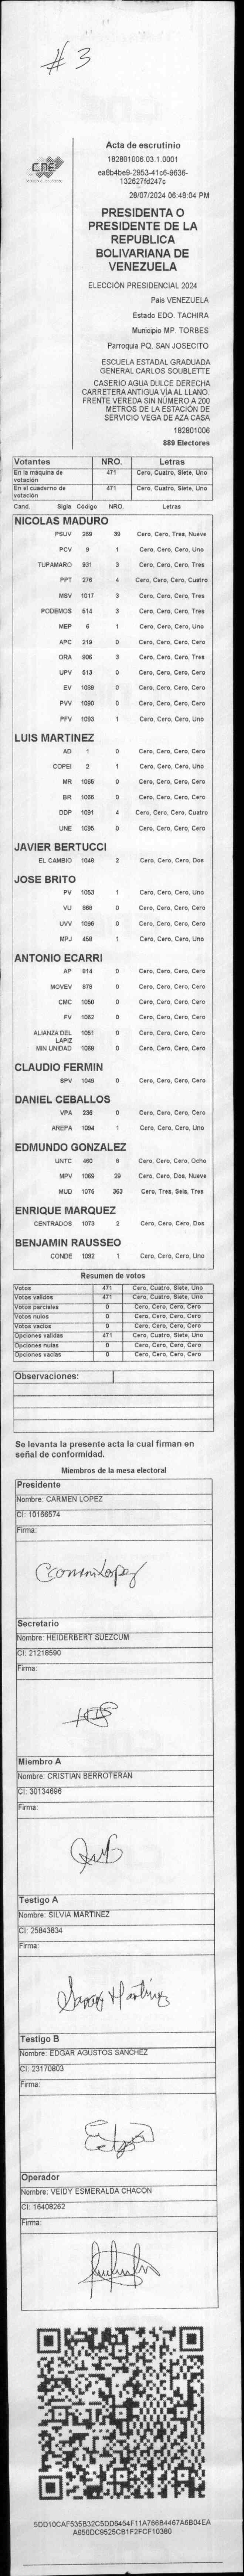 # 3
CNE
Acta de escrutinio
182801006.03.1.0001
ea8b4be9-2953-41c6-9636-
132627fd247c
28/07/2024 06:48:04 PM
PRESIDENTA O
PRESIDENTE DE LA
REPUBLICA
BOLIVARIANA DE
VENEZUELA
ELECCIÓN PRESIDENCIAL 2024
País VENEZUELA
Estado EDO. TACHIRA
Municipio MP. TORBES
Parroquia PQ. SAN JOSECITO
ESCUELA ESTADAL GRADUADA
GENERAL CARLOS SOUBLETTE
CASERIO AGUA DULCE DERECHA
CARRETERA ANTIGUA VÍA AL LLANO.
FRENTE VEREDA SIN NÚMERO A 200
METROS DE LA ESTACIÓN DE
SERVICIO VEGA DE AZA CASA
182801006
889 Electores
Votantes NRO. Letras
En la máquina de votación 471 Cero, Cuatro, Siete, Uno
En el cuaderno de votación 471 Cero, Cuatro, Siete, Uno
Cand. Sigla Código NRO. Letras
NICOLAS MADURO
PSUV 269 39 Cero, Cero, Tres, Nueve
PCV 9 1 Cero, Cero, Cero, Uno
TUPAMARO 931 3 Cero, Cero, Cero, Tres
PPT 276 4 Cero, Cero, Cero, Cuatro
MSV 1017 3 Cero, Cero, Cero, Tres
PODEMOS 514 3 Cero, Cero, Cero, Tres
MEP 6 1 Cero, Cero, Cero, Uno
APC 219 0 Cero, Cero, Cero, Cero
ORA 906 3 Cero, Cero, Cero, Tres
UPV 513 0 Cero, Cero, Cero, Cero
EV 1089 0 Cero, Cero, Cero, Cero
PVV 1090 0 Cero, Cero, Cero, Cero
PFV 1093 1 Cero, Cero, Cero, Uno
LUIS MARTINEZ
AD 1 0 Cero, Cero, Cero, Cero
COPEI 2 1 Cero, Cero, Cero, Uno
MR 1065 0 Cero, Cero, Cero, Cero
BR 1066 0 Cero, Cero, Cero, Cero
DDP 1091 4 Cero, Cero, Cero, Cuatro
UNE 1095 0 Cero, Cero, Cero, Cero
JAVIER BERTUCCI
EL CAMBIO 1048 2 Cero, Cero, Cero, Dos
JOSE BRITO
PV 1053 1 Cero, Cero, Cero, Uno
VU 868 0 Cero, Cero, Cero, Cero
UVV 1096 0 Cero, Cero, Cero, Cero
MPJ 459 1 Cero, Cero, Cero, Uno
ANTONIO ECARRI
AP 814 0 Cero, Cero, Cero, Cero
MOVEV 878 0 Cero, Cero, Cero, Cero
CMC 1050 0 Cero, Cero, Cero, Cero
FV 1062 0 Cero, Cero, Cero, Cero
ALIANZA DEL LAPIZ 1051 0 Cero, Cero, Cero, Cero
MIN UNIDAD 1069 0 Cero, Cero, Cero, Cero
CLAUDIO FERMIN
SPV 1049 0 Cero, Cero, Cero, Cero
DANIEL CEBALLOS
VPA 236 0 Cero, Cero, Cero, Cero
AREPA 1094 1 Cero, Cero, Cero, Uno
EDMUNDO GONZALEZ
UNTC 460 8 Cero, Cero, Cero, Ocho
MPV 1069 29 Cero, Cero, Dos, Nueve
MUD 1075 363 Cero, Tres, Seis, Tres
ENRIQUE MARQUEZ
CENTRADOS 1073 2 Cero, Cero, Cero, Dos
BENJAMIN RAUSSEO
CONDE 1092 1 Cero, Cero, Cero, Uno
Resumen de votos
Votos 471 Cero, Cuatro, Siete, Uno
Votos validos 471 Cero, Cuatro, Siete, Uno
Votos parciales 0 Cero, Cero, Cero, Cero
Votos nulos 0 Cero, Cero, Cero, Cero
Votos vacios 0 Cero, Cero, Cero, Cero
Opciones validas 471 Cero, Cuatro, Siete, Uno
Opciones nulas 0 Cero, Cero, Cero, Cero
Opciones vacias 0 Cero, Cero, Cero, Cero
Observaciones:
Se levanta la presente acta la cual firman en
señal de conformidad.
Miembros de la mesa electoral
Presidente
Nombre: CARMEN LOPEZ
CI: 10166574
Firma:
Carmen Lopez
Secretario
Nombre: HEIDERBERT SUEZCUM
CI: 21218590
Firma:
Miembro A
Nombre: CRISTIAN BERROTERAN
CI: 30134696
Firma:
Testigo A
Nombre: SILVIA MARTINEZ
CI: 25843834
Firma:
Testigo B
Nombre: EDGAR AGUSTOS SANCHEZ
CI: 23170803
Firma:
Operador
Nombre: VEIDY ESMERALDA CHACON
CI: 16408262
Firma:
5DD10CAF535B32C5DD6454F11A766B4467A6B04EA
A950DC9525CB1F2FCF10380